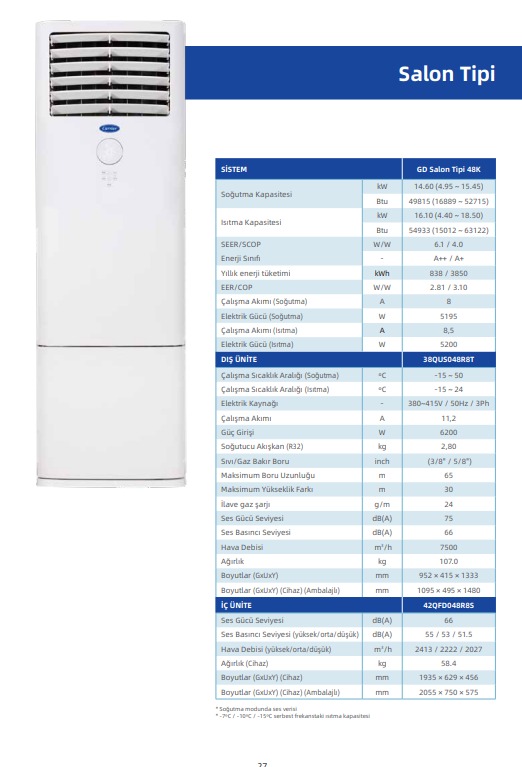 Salon Tipi
Carrier
SİSTEM GD Salon Tipi 48K
Soğutma Kapasitesi kW 14.60 (4.95 ~ 15.45)
Btu 49815 (16889 ~ 52715)
Isıtma Kapasitesi kW 16.10 (4.40 ~ 18.50)
Btu 54933 (15012 ~ 63122)
SEER/SCOP W/W 6.1 / 4.0
Enerji Sınıfı - A++ / A+
Yıllık enerji tüketimi kWh 838 / 3850
EER/COP W/W 2.81 / 3.10
Çalışma Akımı (Soğutma) A 8
Elektrik Gücü (Soğutma) W 5195
Çalışma Akımı (Isıtma) A 8,5
Elektrik Gücü (Isıtma) W 5200
DIŞ ÜNİTE 38QUS048R8T
Çalışma Sıcaklık Aralığı (Soğutma) ºC -15 ~ 50
Çalışma Sıcaklık Aralığı (Isıtma) ºC -15 ~ 24
Elektrik Kaynağı - 380~415V / 50Hz / 3Ph
Çalışma Akımı A 11,2
Güç Girişi W 6200
Soğutucu Akışkan (R32) kg 2,80
Sıvı/Gaz Bakır Boru inch (3/8" / 5/8")
Maksimum Boru Uzunluğu m 65
Maksimum Yükseklik Farkı m 30
İlave gaz şarjı g/m 24
Ses Gücü Seviyesi dB(A) 75
Ses Basıncı Seviyesi dB(A) 66
Hava Debisi m³/h 7500
Ağırlık kg 107.0
Boyutlar (GxUxY) mm 952 × 415 × 1333
Boyutlar (GxUxY) (Cihaz) (Ambalajlı) mm 1095 × 495 × 1480
İÇ ÜNİTE 42QFD048R8S
Ses Gücü Seviyesi dB(A) 66
Ses Basıncı Seviyesi (yüksek/orta/düşük) dB(A) 55 / 53 / 51.5
Hava Debisi (yüksek/orta/düşük) m³/h 2413 / 2222 / 2027
Ağırlık (Cihaz) kg 58.4
Boyutlar (GxUxY) (Cihaz) mm 1935 × 629 × 456
Boyutlar (GxUxY) (Cihaz) (Ambalajlı) mm 2055 × 750 × 575
* Soğutma modunda ses verisi
* -7ºC / -10ºC / -15ºC serbest frekanstaki ısıtma kapasitesi
27